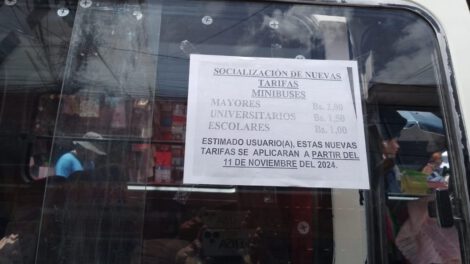 SOCIALIZACIÓN DE NUEVAS
TARIFAS
MINIBUSES
MAYORES Bs. 2,00
UNIVERSITARIOS Bs. 1,50
ESCOLARES Bs. 1,00
ESTIMADO USUARIO(A), ESTAS NUEVAS
TARIFAS SE APLICARAN A PARTIR DEL
11 DE NOVIEMBRE DEL 2024.